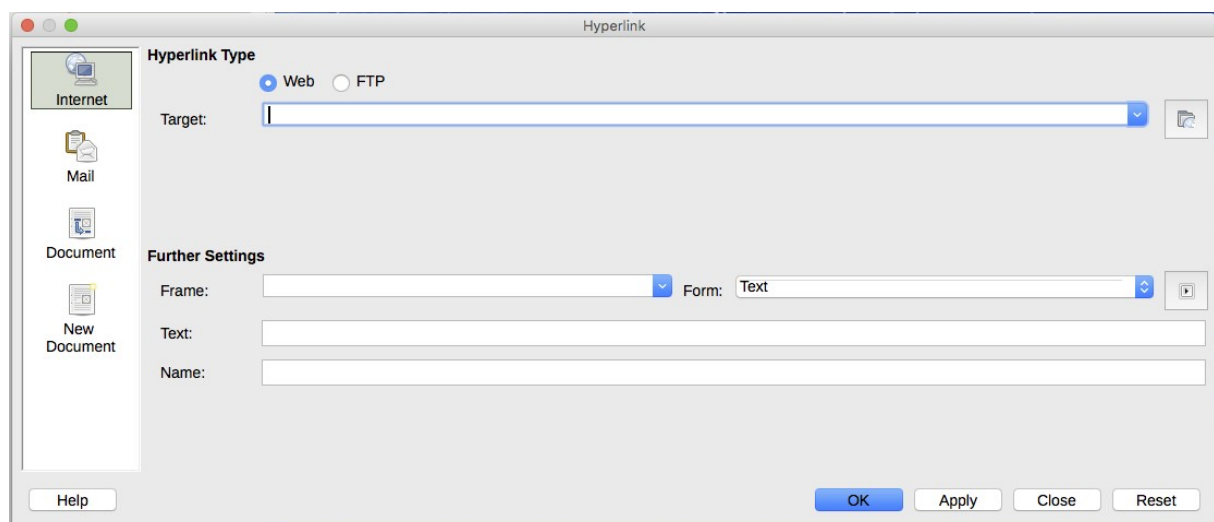 Hyperlink
Internet
Mail
Document
New
Document
Hyperlink Type
Web FTP
Target:
Further Settings
Frame: Form: Text
Text:
Name:
Help OK Apply Close Reset